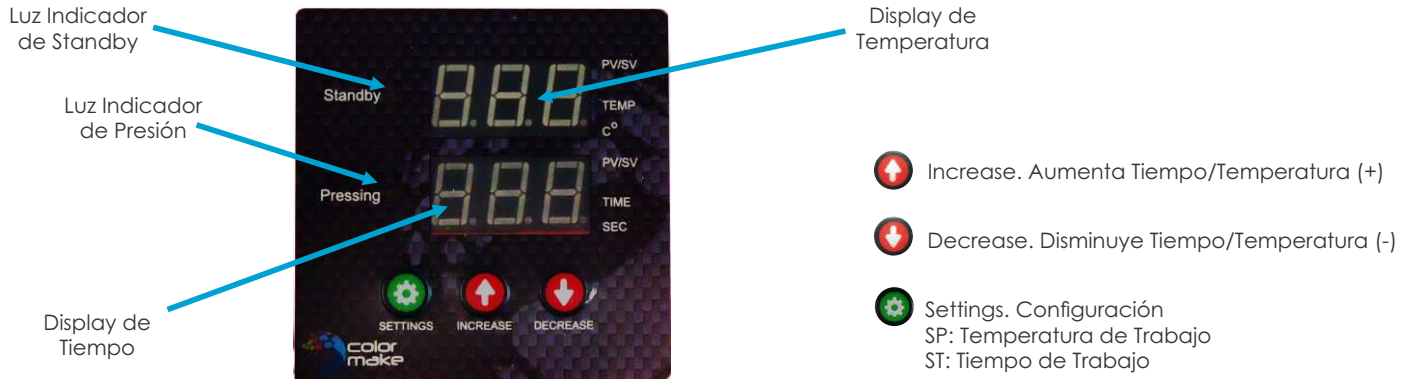 Luz Indicador
de Standby
Display de
Temperatura
PV/SV
Standby
TEMP
C°
Luz Indicador
de Presión
PV/SV
Pressing
TIME
SEC
Increase. Aumenta Tiempo/Temperatura (+)
Decrease. Disminuye Tiempo/Temperatura (-)
Settings. Configuración
SP: Temperatura de Trabajo
ST: Tiempo de Trabajo
Display de
Tiempo
SETTINGS INCREASE DECREASE
color
make